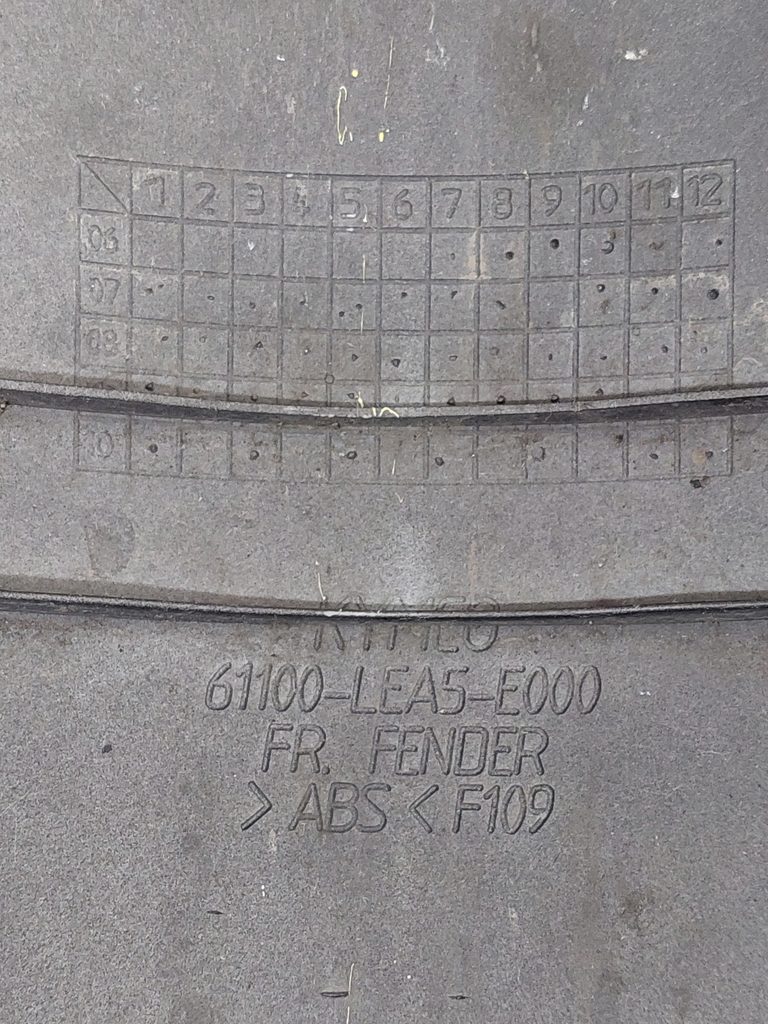 1 2 3 4 5 6 7 8 9 10 11 12
06
07
08
KYMCO
61100-LEA5-E000
FR. FENDER
> ABS < F109